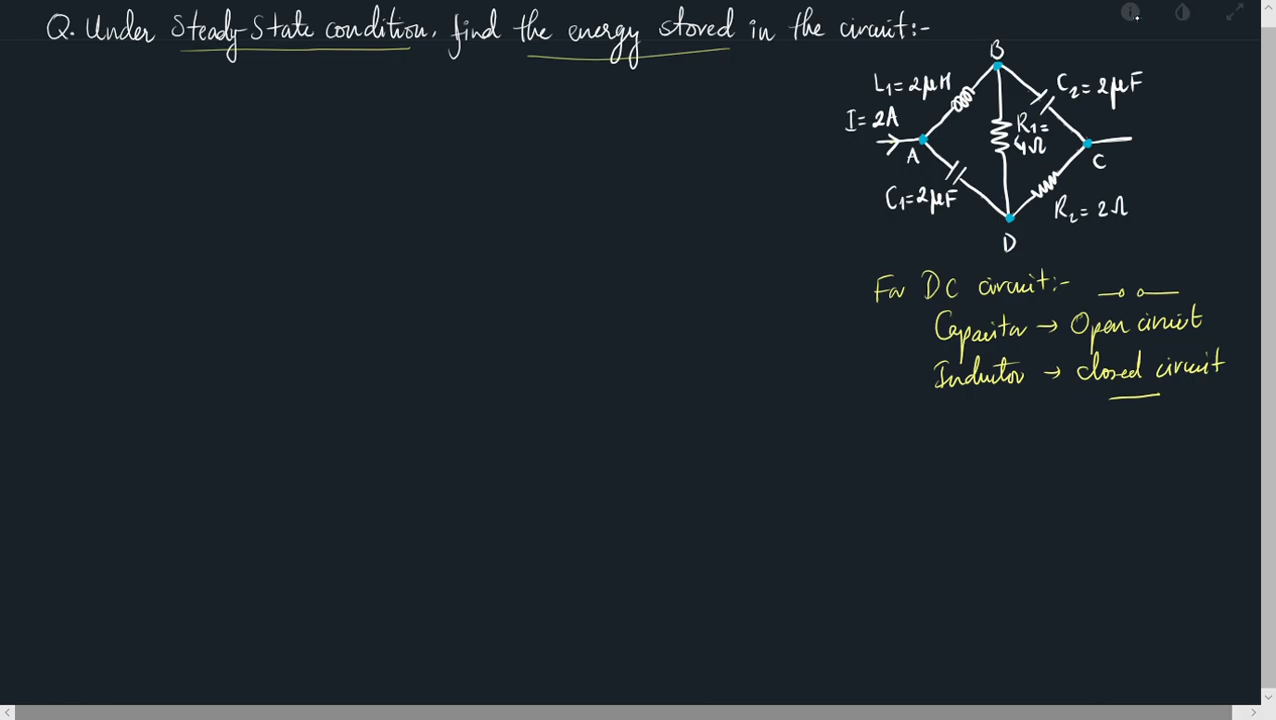 Q. Under Steady-State condition, find the energy stored in the circuit:-
B
L₁=2μH
C₂=2μF
I=2A
R₁=
4Ω
A
C
C₁=2μF
R₂=2Ω
D
For DC circuit:-
Capacitor → Open circuit
Inductor → closed circuit